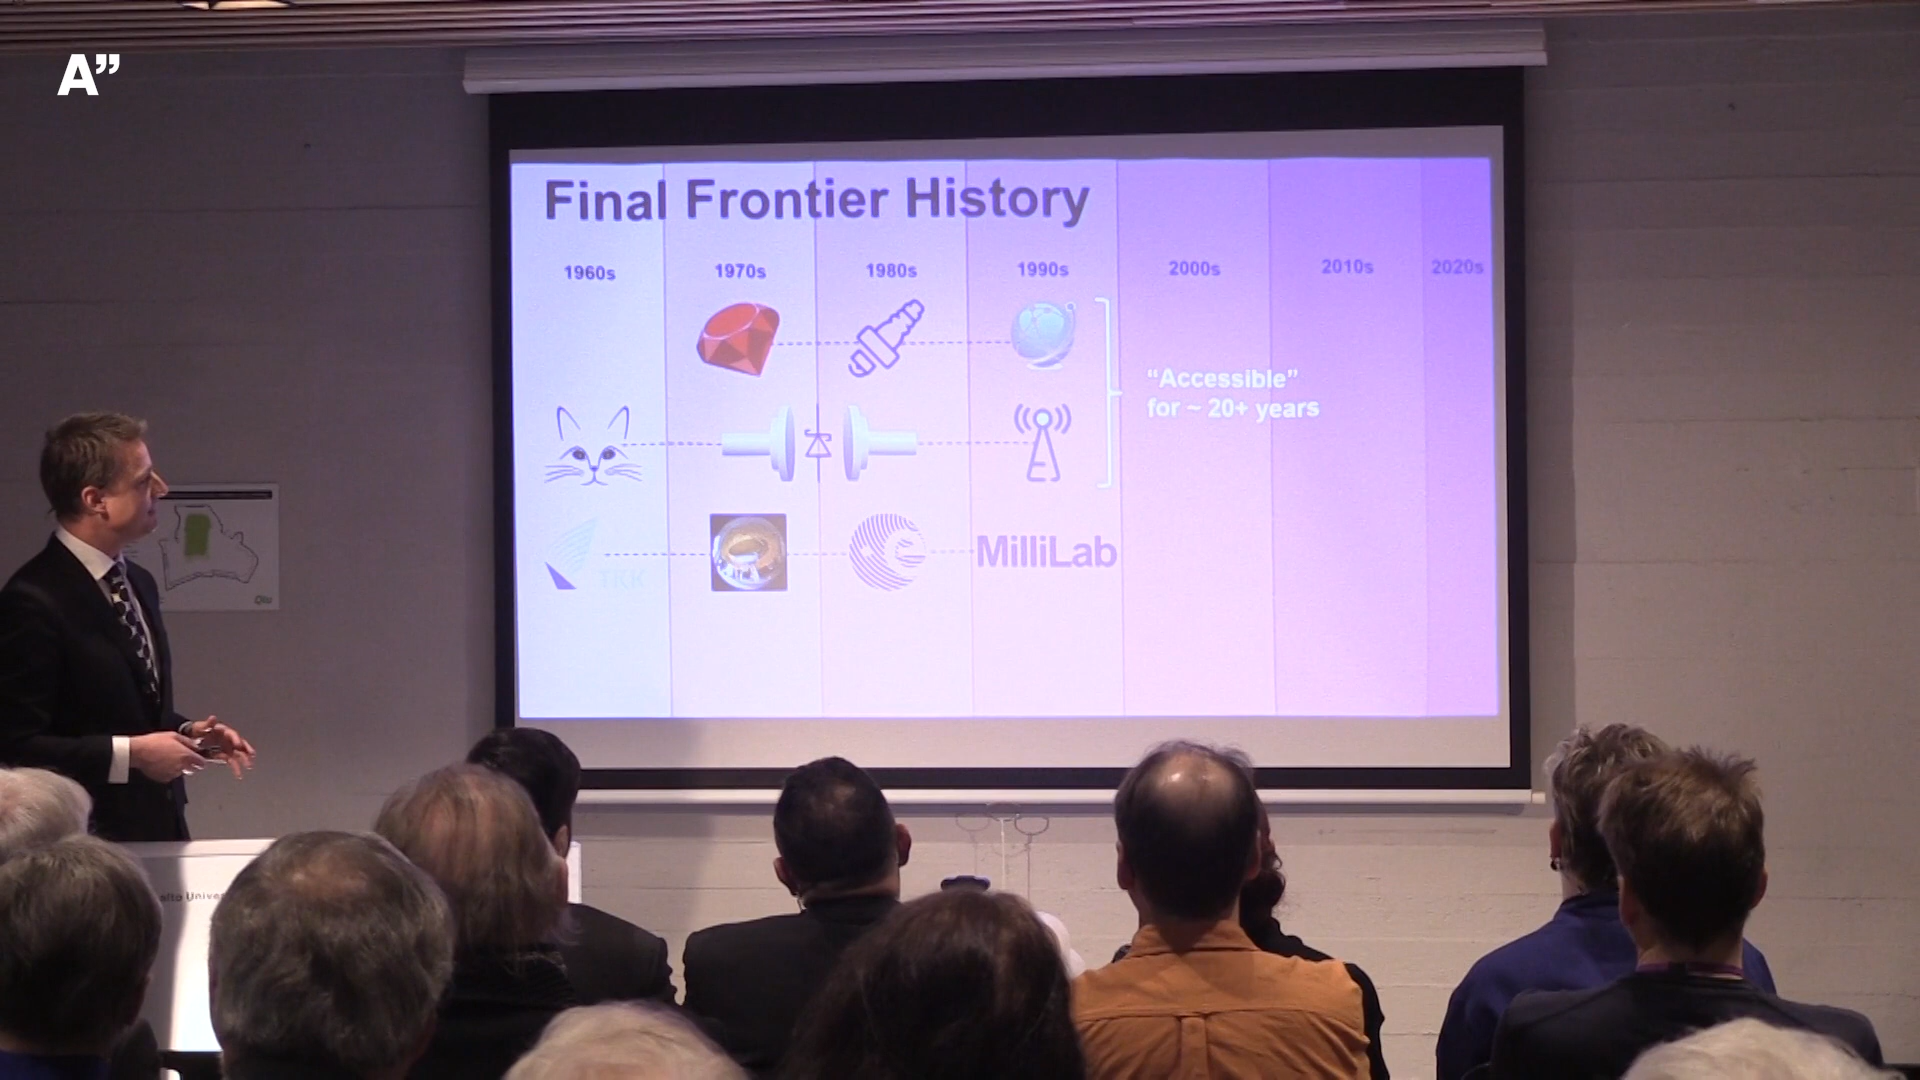 A”
Final Frontier History
1960s 1970s 1980s 1990s 2000s 2010s 2020s
“Accessible”
for ~ 20+ years
TKK
MilliLab